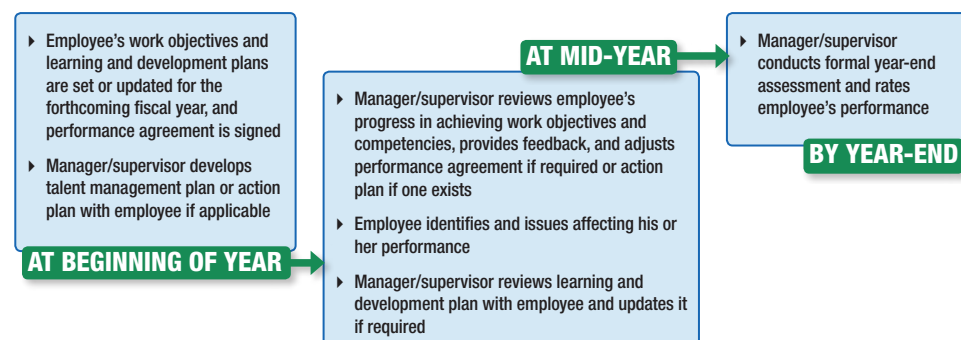 ▸ Employee’s work objectives and
learning and development plans
are set or updated for the
forthcoming fiscal year, and
performance agreement is signed
▸ Manager/supervisor develops
talent management plan or action
plan with employee if applicable
AT BEGINNING OF YEAR
AT MID-YEAR
▸ Manager/supervisor reviews employee’s
progress in achieving work objectives and
competencies, provides feedback, and adjusts
performance agreement if required or action
plan if one exists
▸ Employee identifies and issues affecting his or
her performance
▸ Manager/supervisor reviews learning and
development plan with employee and updates it
if required
▸ Manager/supervisor
conducts formal year-end
assessment and rates
employee’s performance
BY YEAR-END